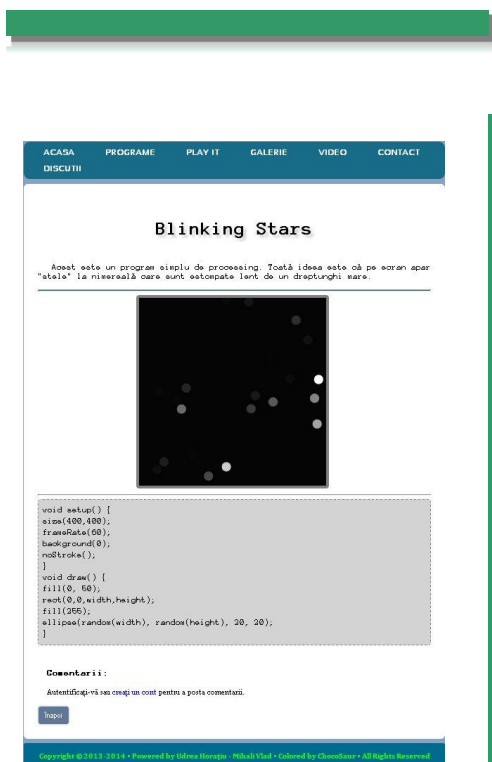 ACASA PROGRAME PLAY IT GALERIE VIDEO CONTACT
DISCUTII
Blinking Stars
Acest este un program simplu de processing. Toată ideea este că pe ecran apar
"stele" la nimereală care sunt estompate lent de un dreptunghi mare.
void setup() {
size(400,400);
frameRate(60);
background(0);
noStroke();
}
void draw() {
fill(0, 50);
rect(0,0,width,height);
fill(255);
ellipse(random(width), random(height), 20, 20);
}
Comentarii:
Autentificați-vă sau creați un cont pentru a posta comentarii.
Înapoi
Copyright @2013-2014 • Powered by Udrea Horațiu - Mihali Vlad • Colored by ChocoSaur • All Rights Reserved